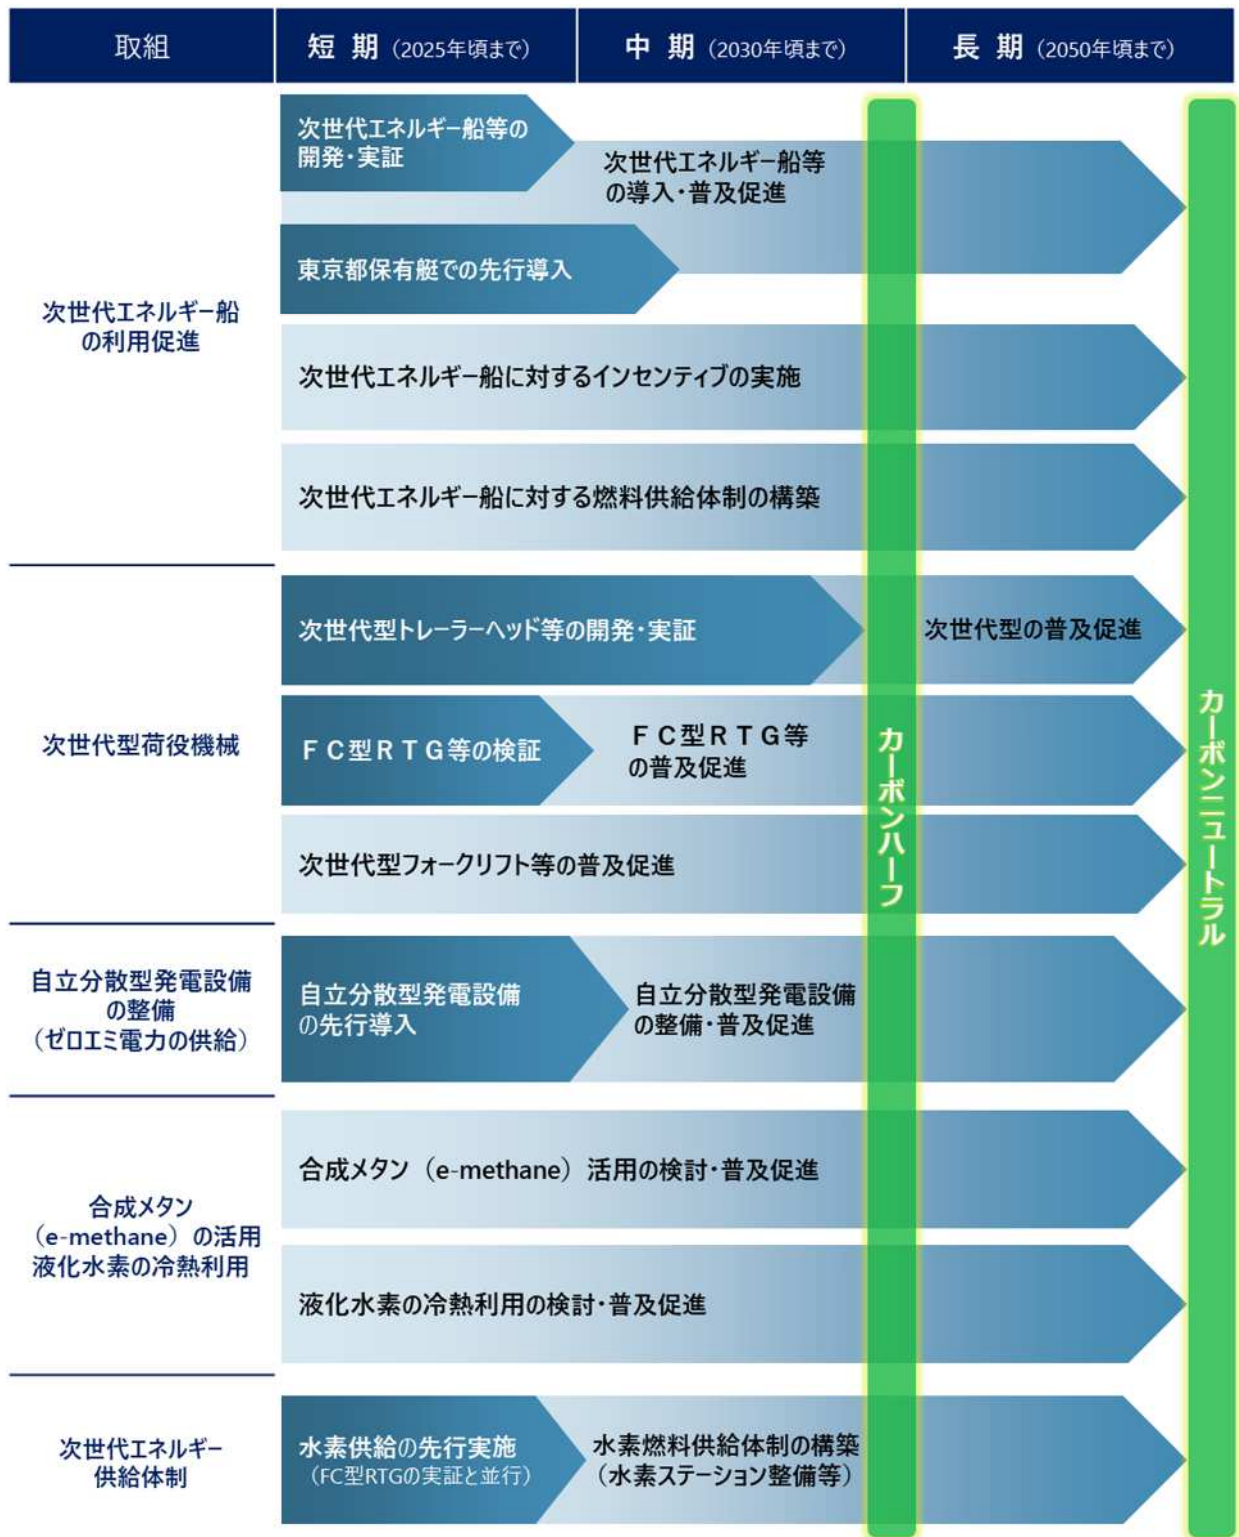 取組
短 期 (2025年頃まで)
中 期 (2030年頃まで)
長 期 (2050年頃まで)
次世代エネルギー船
の利用促進
次世代エネルギー船等の
開発・実証
次世代エネルギー船等
の導入・普及促進
東京都保有艇での先行導入
次世代エネルギー船に対するインセンティブの実施
次世代エネルギー船に対する燃料供給体制の構築
次世代型荷役機械
次世代型トレーラーヘッド等の開発・実証
次世代型の普及促進
ＦＣ型ＲＴＧ等の検証
ＦＣ型ＲＴＧ等
の普及促進
次世代型フォークリフト等の普及促進
自立分散型発電設備
の整備
（ゼロエミ電力の供給）
自立分散型発電設備
の先行導入
自立分散型発電設備
の整備・普及促進
合成メタン
（e-methane）の活用
液化水素の冷熱利用
合成メタン（e-methane）活用の検討・普及促進
液化水素の冷熱利用の検討・普及促進
次世代エネルギー
供給体制
水素供給の先行実施
（FC型RTGの実証と並行）
水素燃料供給体制の構築
（水素ステーション整備等）
カーボンハーフ
カーボンニュートラル